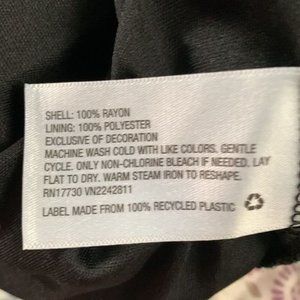 SHELL: 100% RAYON
LINING: 100% POLYESTER
EXCLUSIVE OF DECORATION
MACHINE WASH COLD WITH LIKE COLORS. GENTLE
CYCLE. ONLY NON-CHLORINE BLEACH IF NEEDED. LAY
FLAT TO DRY. WARM STEAM IRON TO RESHAPE.
RN17730 VN2242811
LABEL MADE FROM 100% RECYCLED PLASTIC